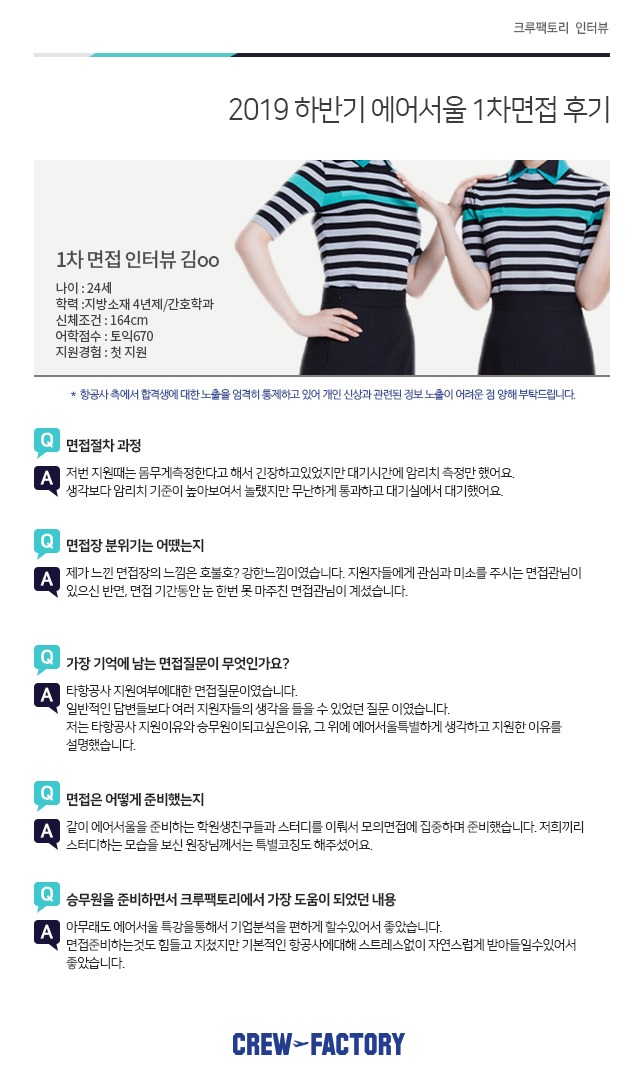 크루팩토리 인터뷰
2019 하반기 에어서울 1차면접 후기
1차 면접 인터뷰 김oo
나이 : 24세
학력 :지방소재 4년제/간호학과
신체조건 : 164cm
어학점수 : 토익670
지원경험 : 첫 지원
* 항공사 측에서 합격생에 대한 노출을 엄격히 통제하고 있어 개인 신상과 관련된 정보 노출이 어려운 점 양해 부탁드립니다.
Q 면접절차 과정
A 저번 지원때는 몸무게측정한다고 해서 긴장하고있었지만 대기시간에 암리치 측정만 했어요.
생각보다 암리치 기준이 높아보여서 놀랬지만 무난하게 통과하고 대기실에서 대기했어요.
Q 면접장 분위기는 어땠는지
A 제가 느낀 면접장의 느낌은 호불호? 강한느낌이였습니다. 지원자들에게 관심과 미소를 주시는 면접관님이
있으신 반면, 면접 기간동안 눈 한번 못 마주친 면접관님이 계셨습니다.
Q 가장 기억에 남는 면접질문이 무엇인가요?
A 타항공사 지원여부에대한 면접질문이였습니다.
일반적인 답변들보다 여러 지원자들의 생각을 들을 수 있었던 질문 이였습니다.
저는 타항공사 지원이유와 승무원이되고싶은이유, 그 위에 에어서울특별하게 생각하고 지원한 이유를
설명했습니다.
Q 면접은 어떻게 준비했는지
A 같이 에어서울을 준비하는 학원생친구들과 스터디를 이뤄서 모의면접에 집중하며 준비했습니다. 저희끼리
스터디하는 모습을 보신 원장님께서는 특별코칭도 해주셨어요.
Q 승무원을 준비하면서 크루팩토리에서 가장 도움이 되었던 내용
A 아무래도 에어서울 특강을통해서 기업분석을 편하게 할수있어서 좋았습니다.
면접준비하는것도 힘들고 지쳤지만 기본적인 항공사에대해 스트레스없이 자연스럽게 받아들일수있어서
좋았습니다.
CREW FACTORY